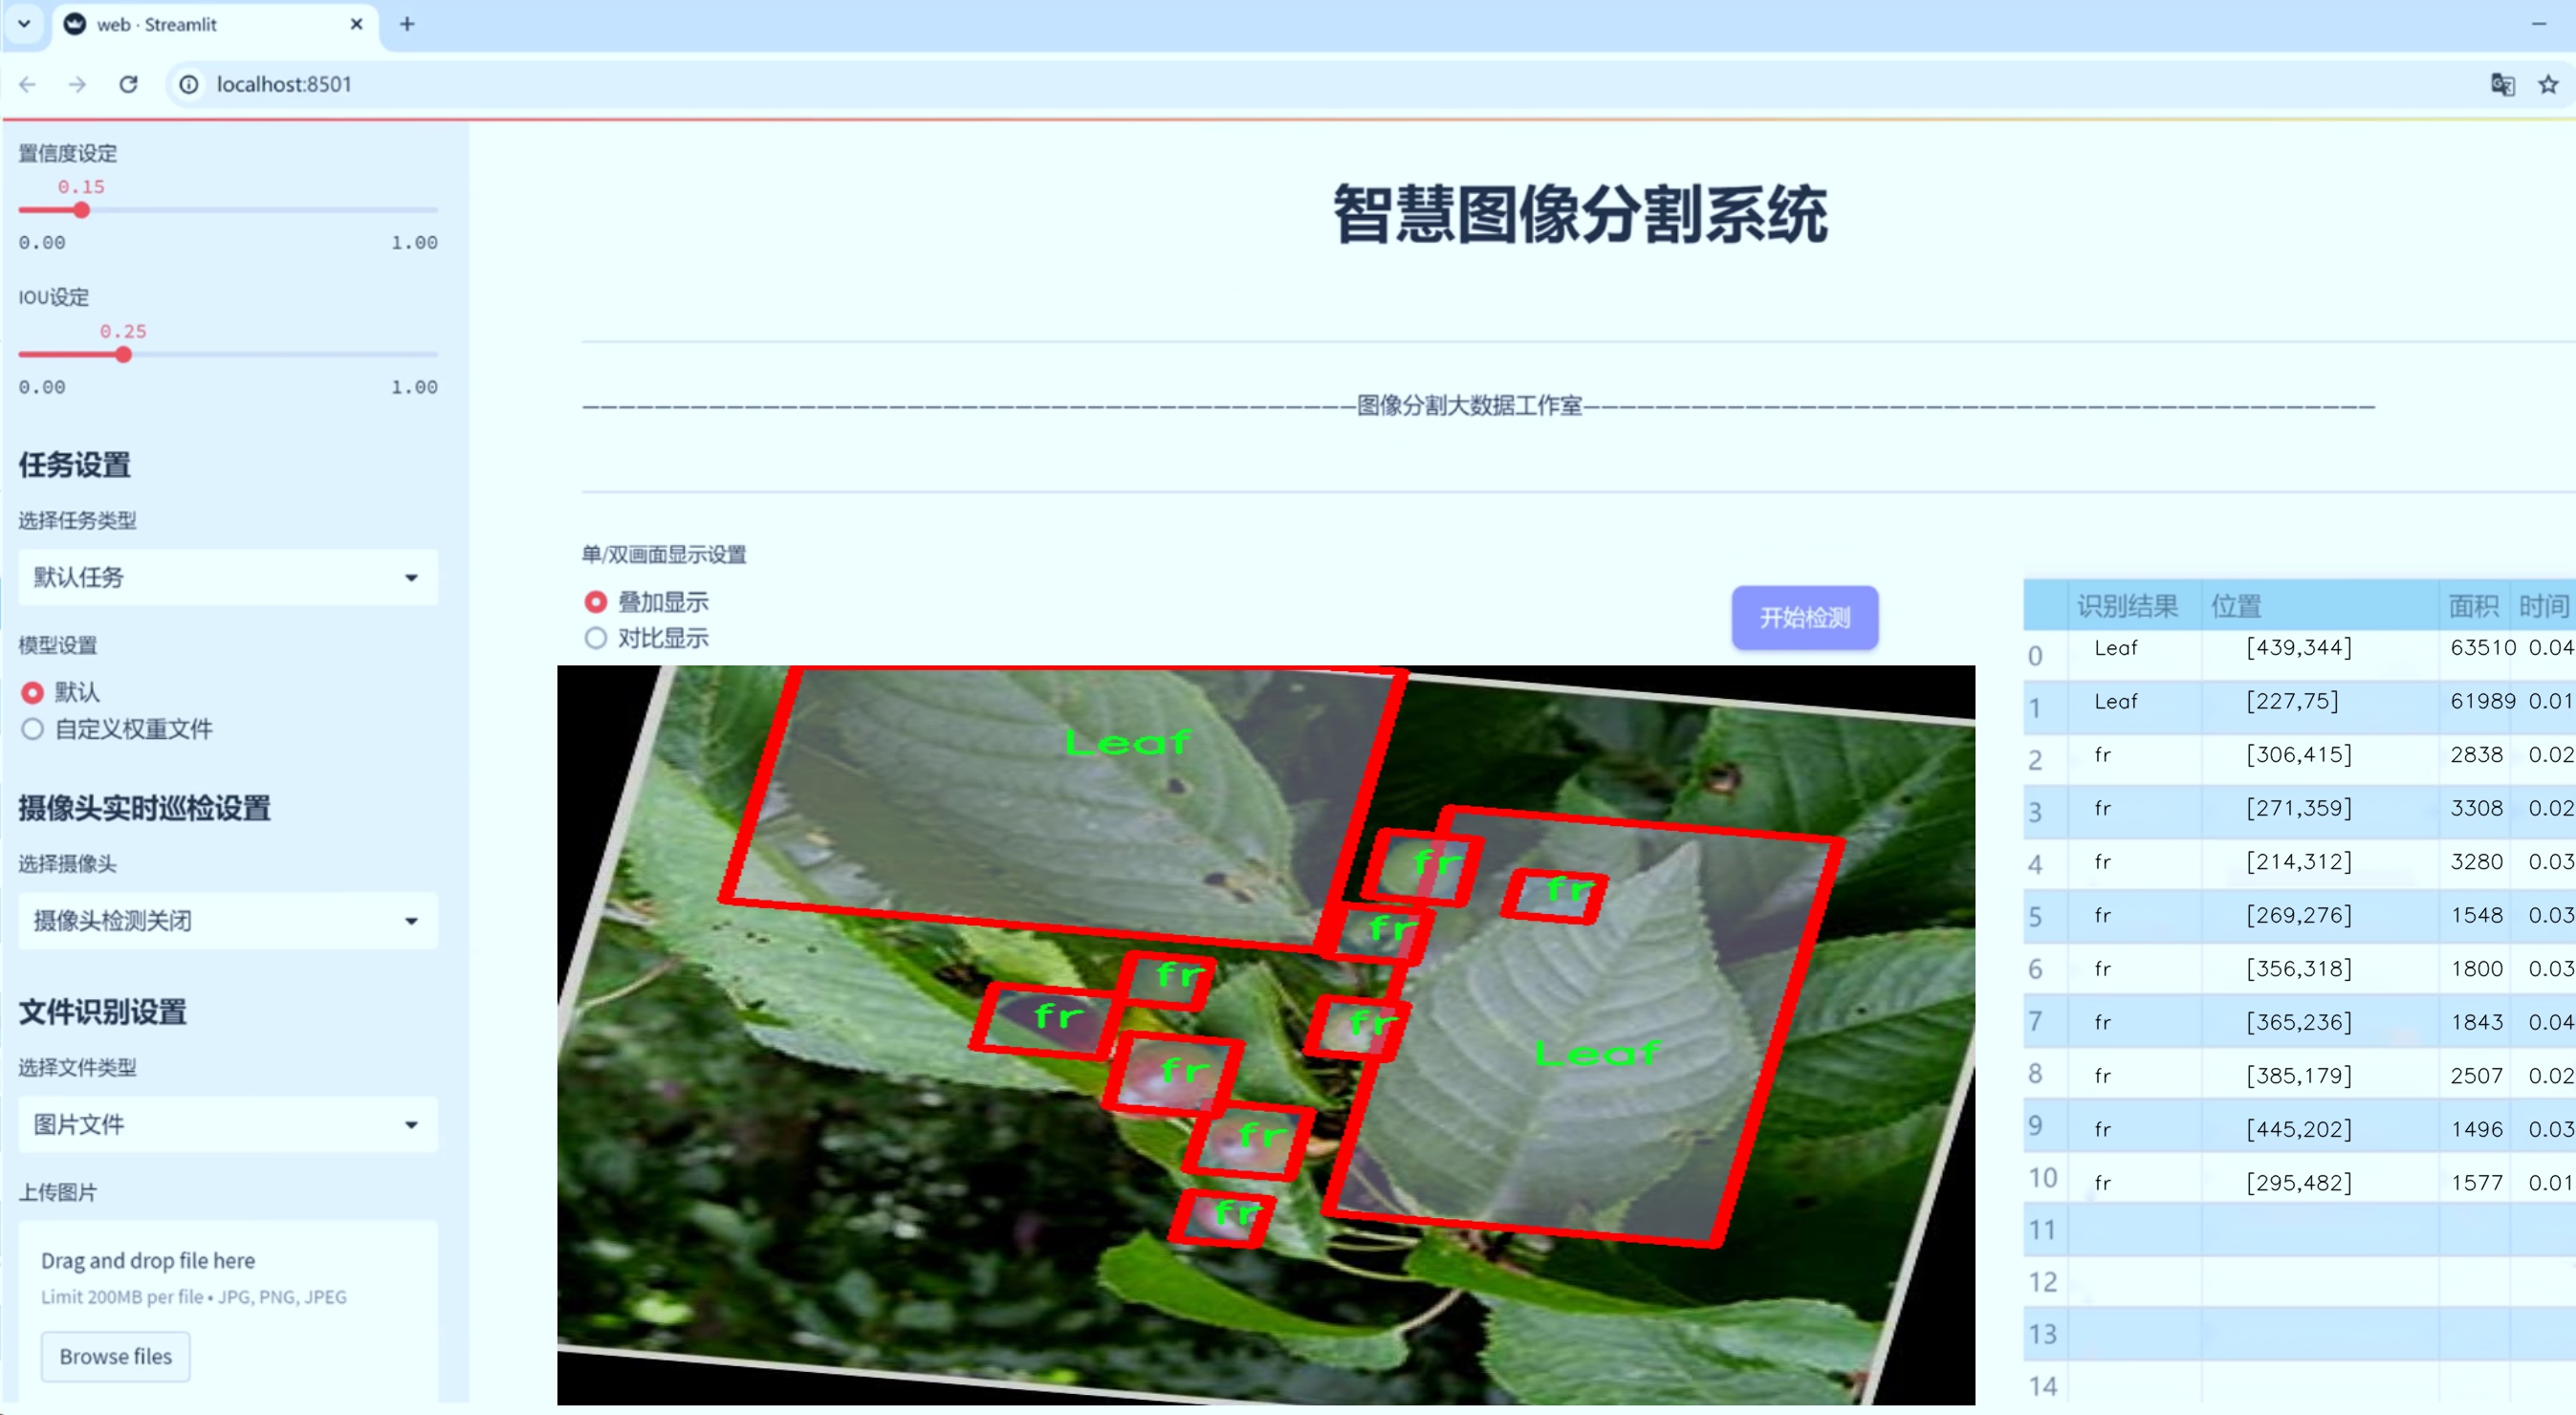 web · Streamlit
localhost:8501
置信度设定
0.15
0.00 1.00
IOU设定
0.25
0.00 1.00
任务设置
选择任务类型
默认任务
模型设置
默认
自定义权重文件
摄像头实时巡检设置
选择摄像头
摄像头检测关闭
文件识别设置
选择文件类型
图片文件
上传图片
Drag and drop file here
Limit 200MB per file • JPG, PNG, JPEG
Browse files
智慧图像分割系统
图像分割大数据工作室
单/双画面显示设置
叠加显示
对比显示
开始检测
Leaf
fr
fr
fr
fr
fr
fr
Leaf
fr
fr
fr
识别结果 位置 面积 时间
0 Leaf [439,344] 63510 0.04
1 Leaf [227,75] 61989 0.01
2 fr [306,415] 2838 0.02
3 fr [271,359] 3308 0.02
4 fr [214,312] 3280 0.03
5 fr [269,276] 1548 0.03
6 fr [356,318] 1800 0.03
7 fr [365,236] 1843 0.04
8 fr [385,179] 2507 0.02
9 fr [445,202] 1496 0.03
10 fr [295,482] 1577 0.01
11
12
13
14